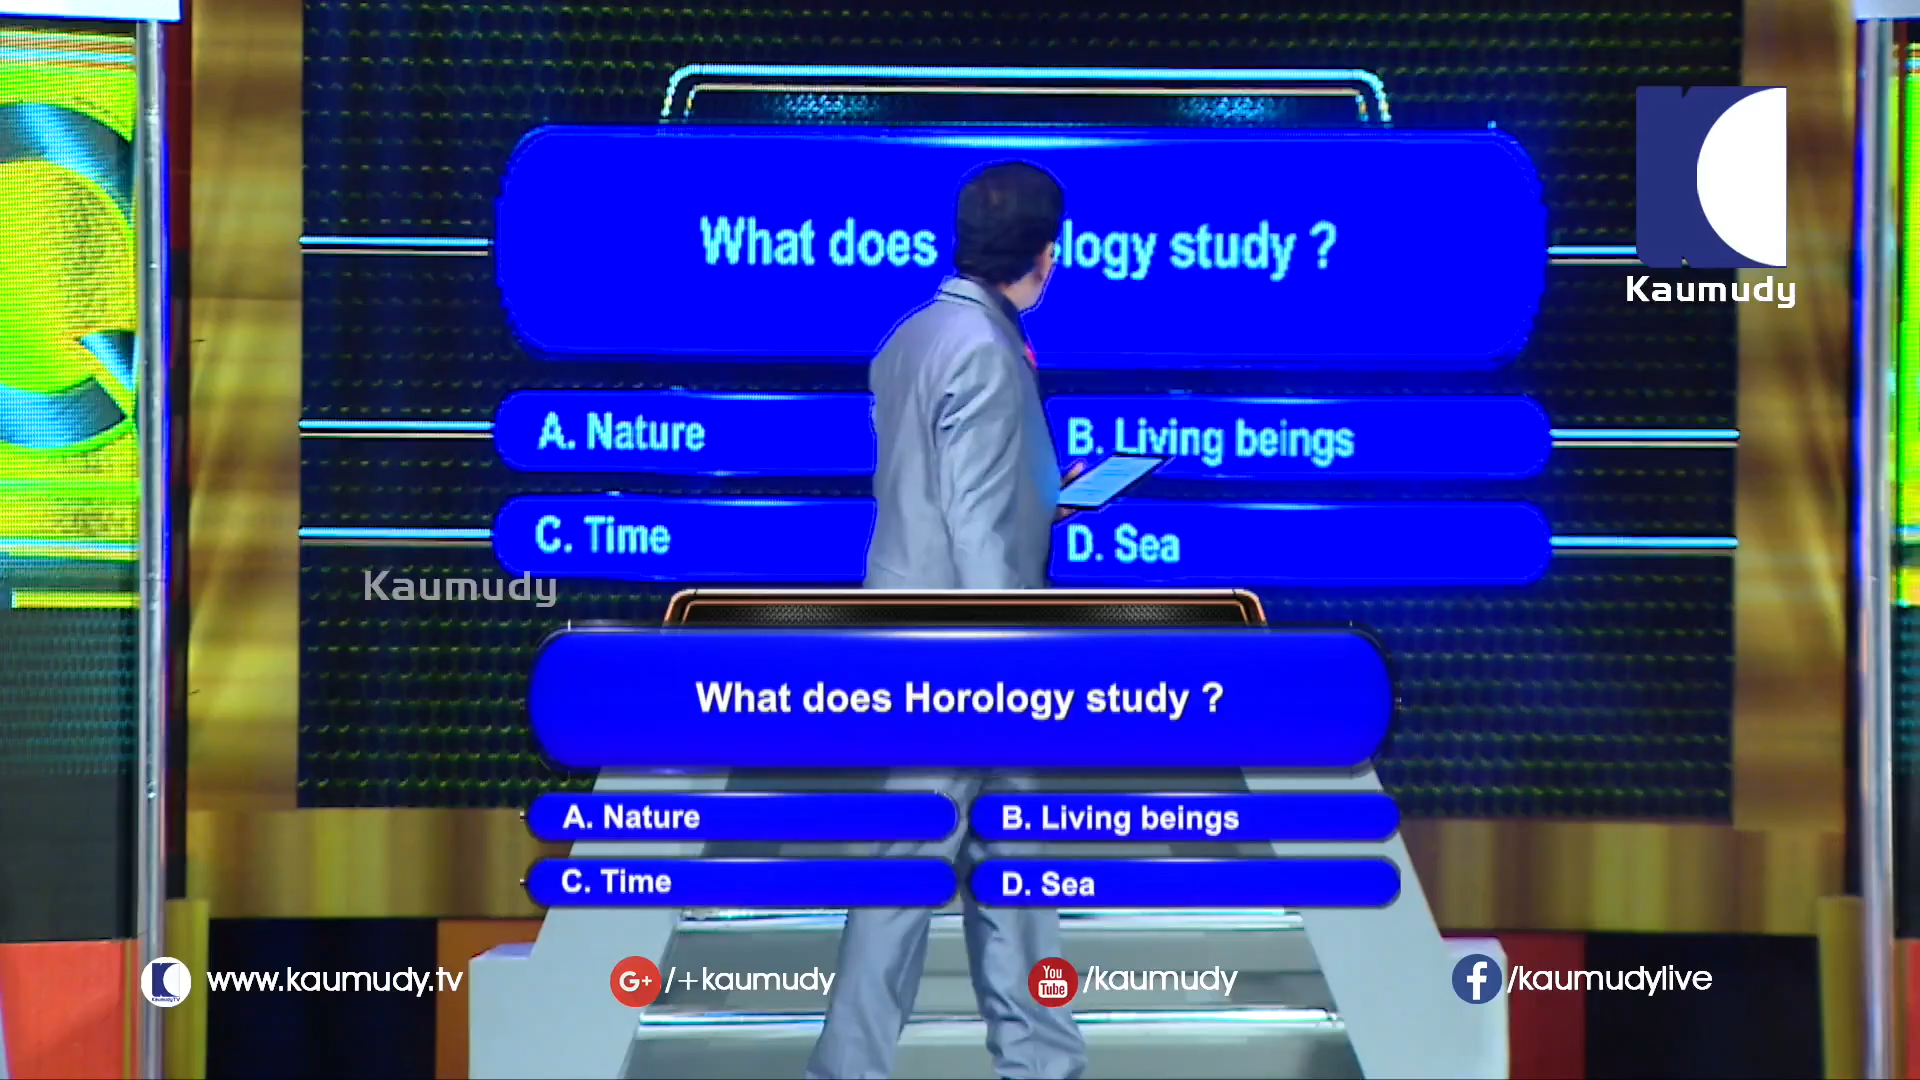 What does ology study ?
Kaumudy
A. Nature
B. Living beings
C. Time
D. Sea
Kaumudy
What does Horology study ?
A. Nature
B. Living beings
C. Time
D. Sea
www.kaumudy.tv
G+ /+kaumudy
You Tube /kaumudy
f /kaumudylive